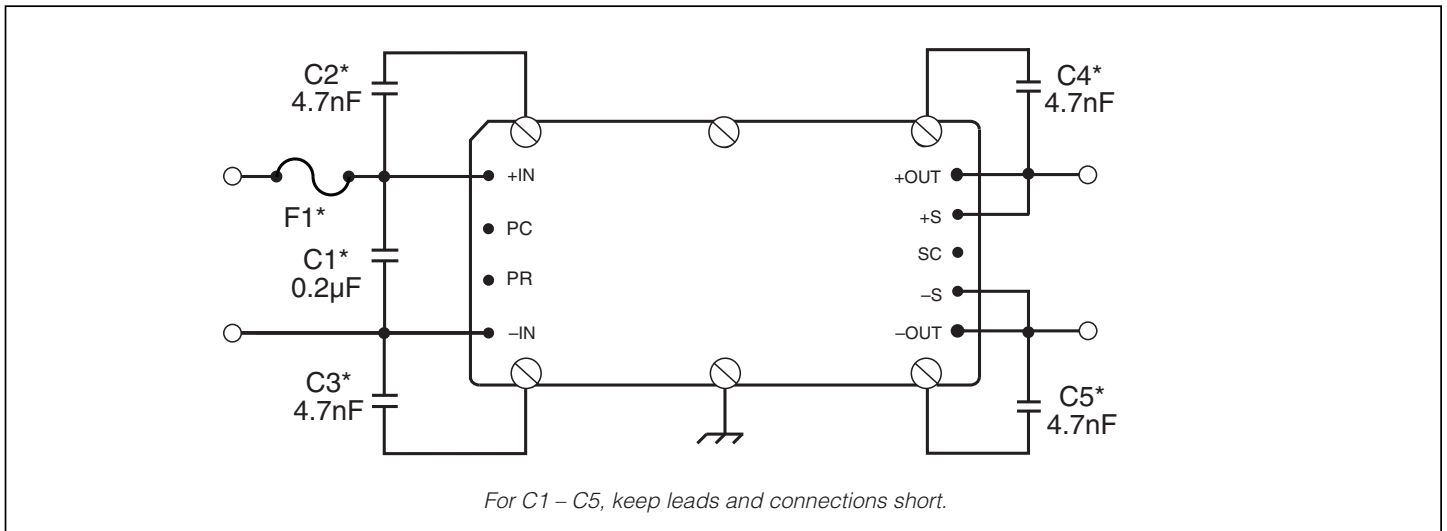 C2*
4.7nF
C4*
4.7nF
+IN
+OUT
F1*
+S
PC
SC
C1*
0.2µF
PR
–S
–IN
–OUT
C3*
4.7nF
C5*
4.7nF
For C1 – C5, keep leads and connections short.